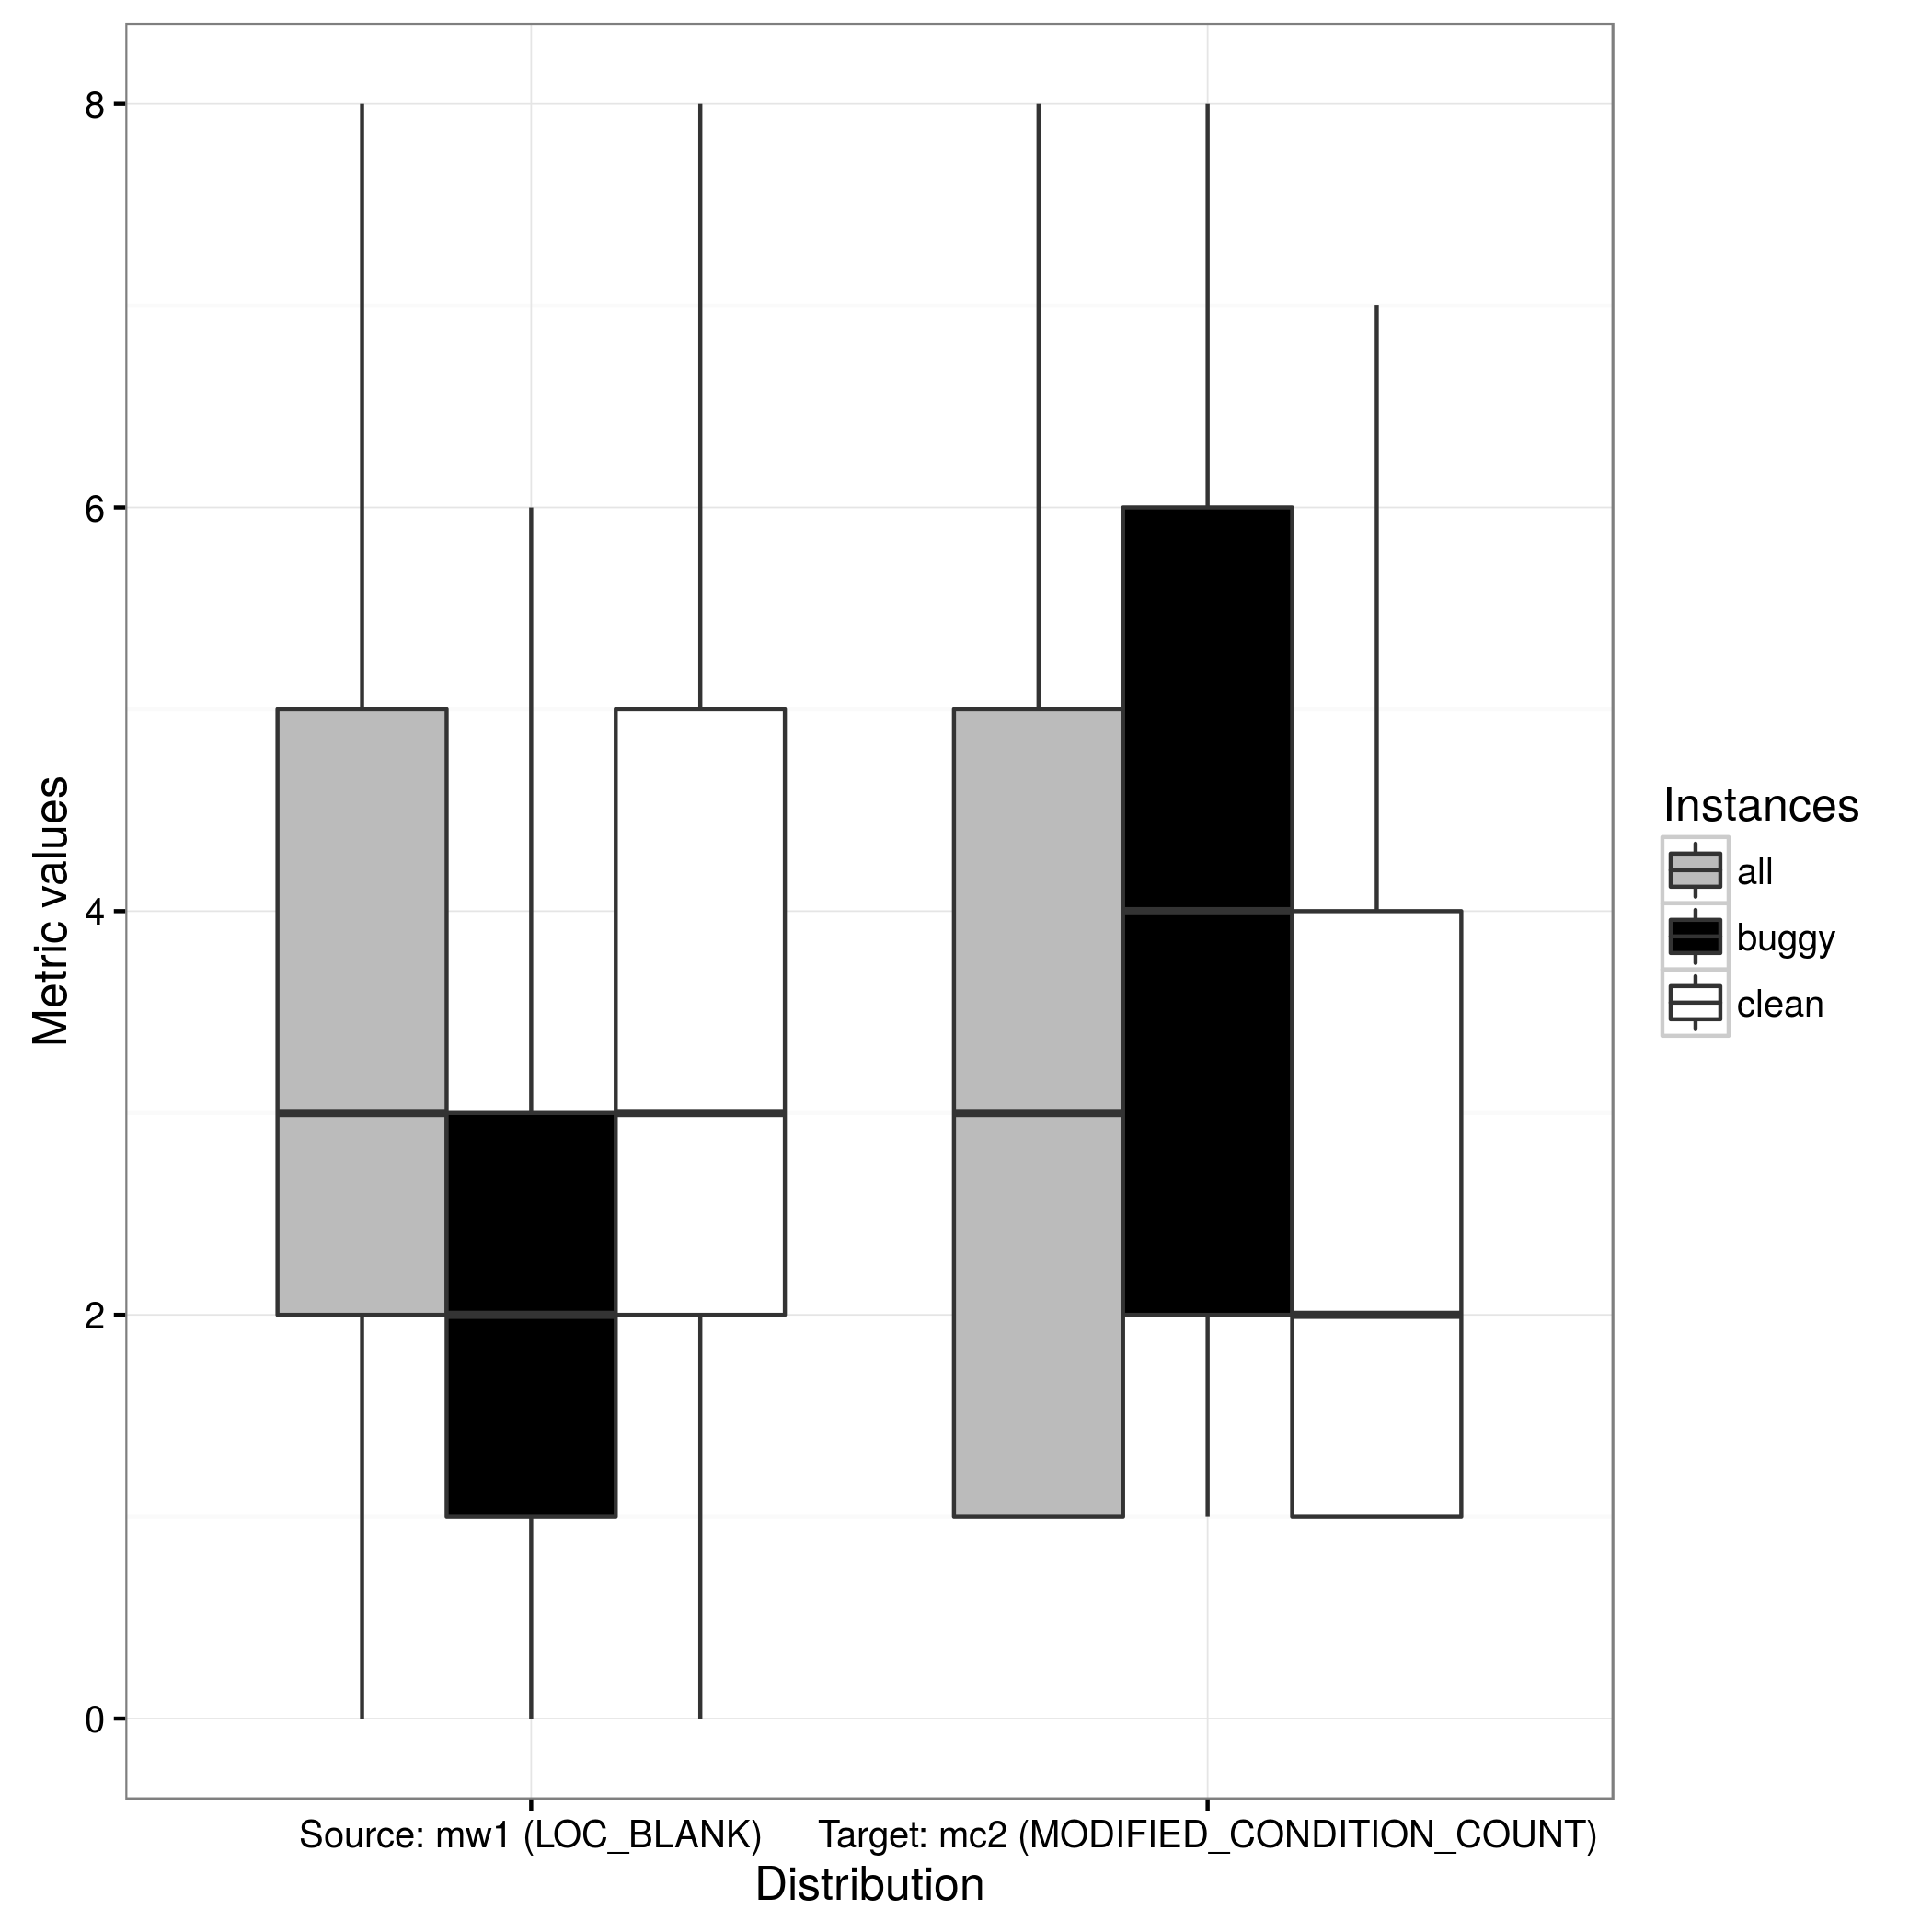 8
6
4
2
0
Metric values
Source: mw1 (LOC_BLANK)
Target: mc2 (MODIFIED_CONDITION_COUNT)
Distribution
Instances
all
buggy
clean